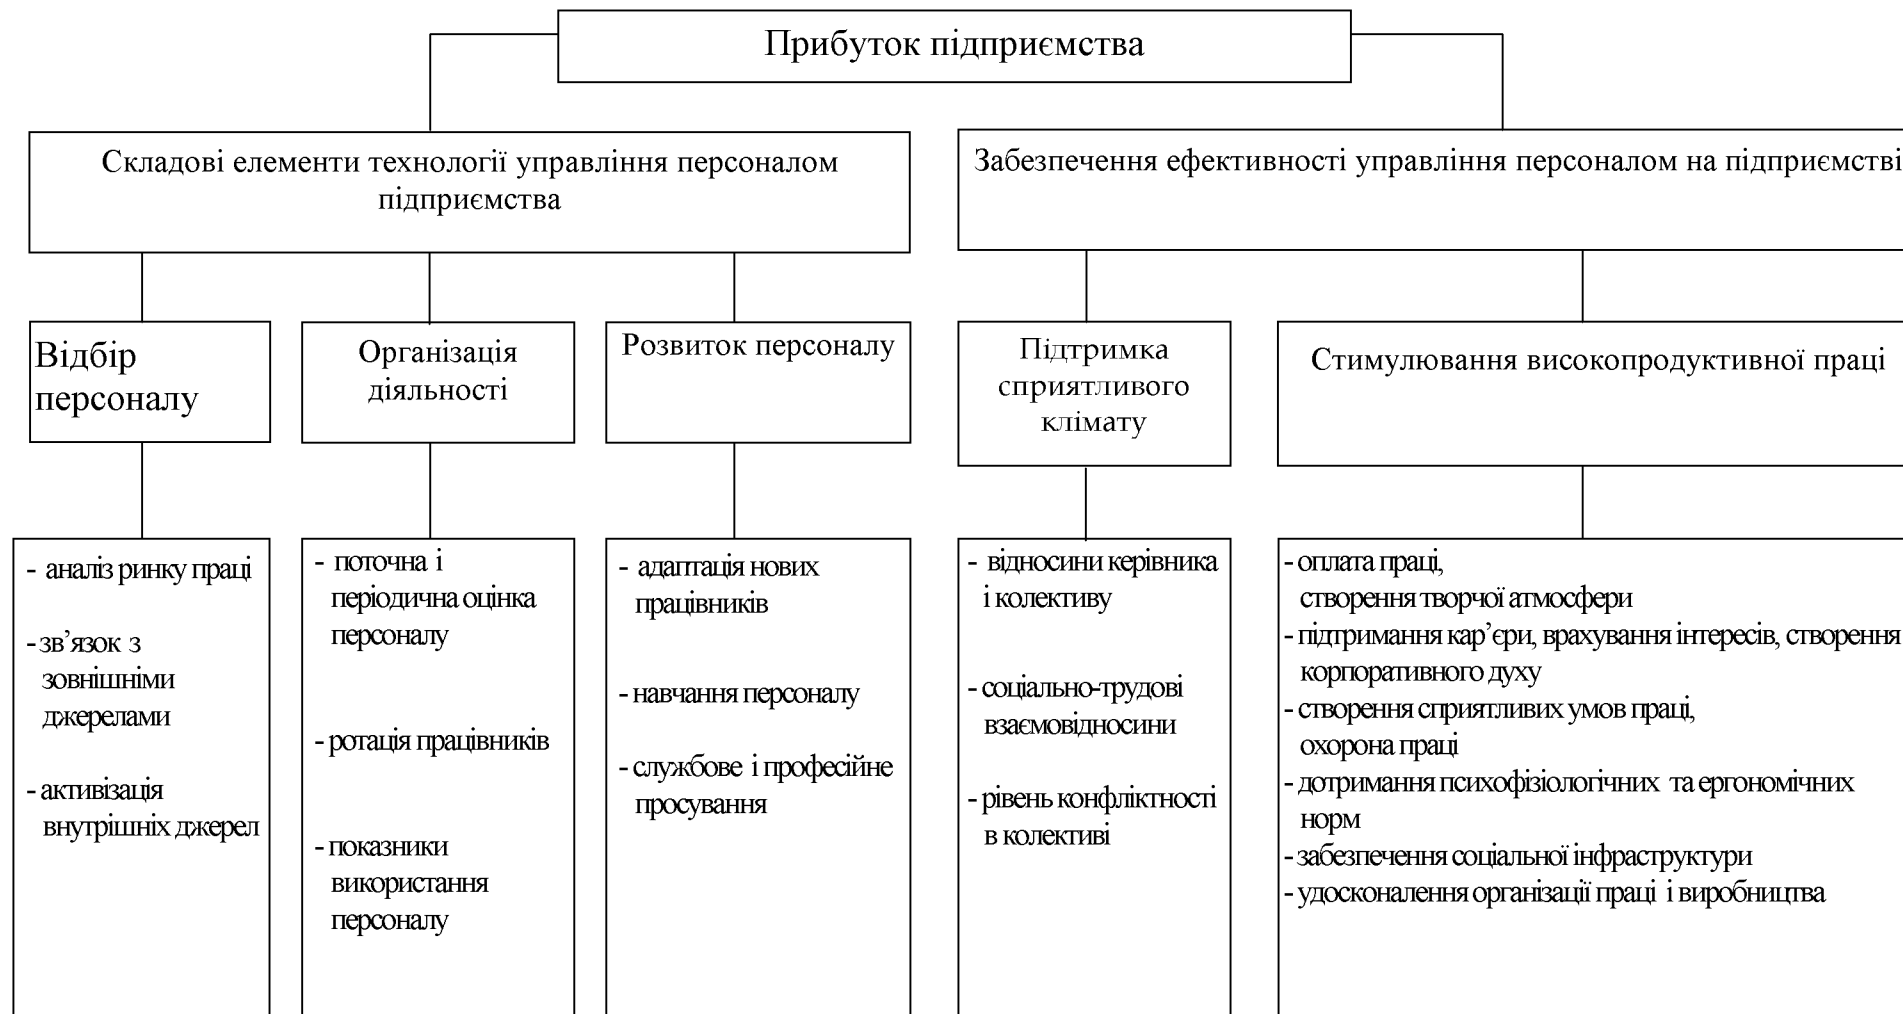 Прибуток підприємства
Складові елементи технології управління персоналом
підприємства
Забезпечення ефективності управління персоналом на підприємстві
Відбір
персоналу
Організація
діяльності
Розвиток персоналу
Підтримка
сприятливого
клімату
Стимулювання високопродуктивної праці
- аналіз ринку праці
- зв’язок з
зовнішніми
джерелами
- активізація
внутрішніх джерел
- поточна і
періодична оцінка
персоналу
- ротація працівників
- показники
використання
персоналу
- адаптація нових
працівників
- навчання персоналу
- службове і професійне
просування
- відносини керівника
і колективу
- соціально-трудові
взаємовідносини
- рівень конфліктності
в колективі
- оплата праці,
створення творчої атмосфери
- підтримання кар’єри, врахування інтересів, створення
корпоративного духу
- створення сприятливих умов праці,
охорона праці
- дотримання психофізіологічних та ергономічних
норм
- забезпечення соціальної інфраструктури
- удосконалення організації праці і виробництва